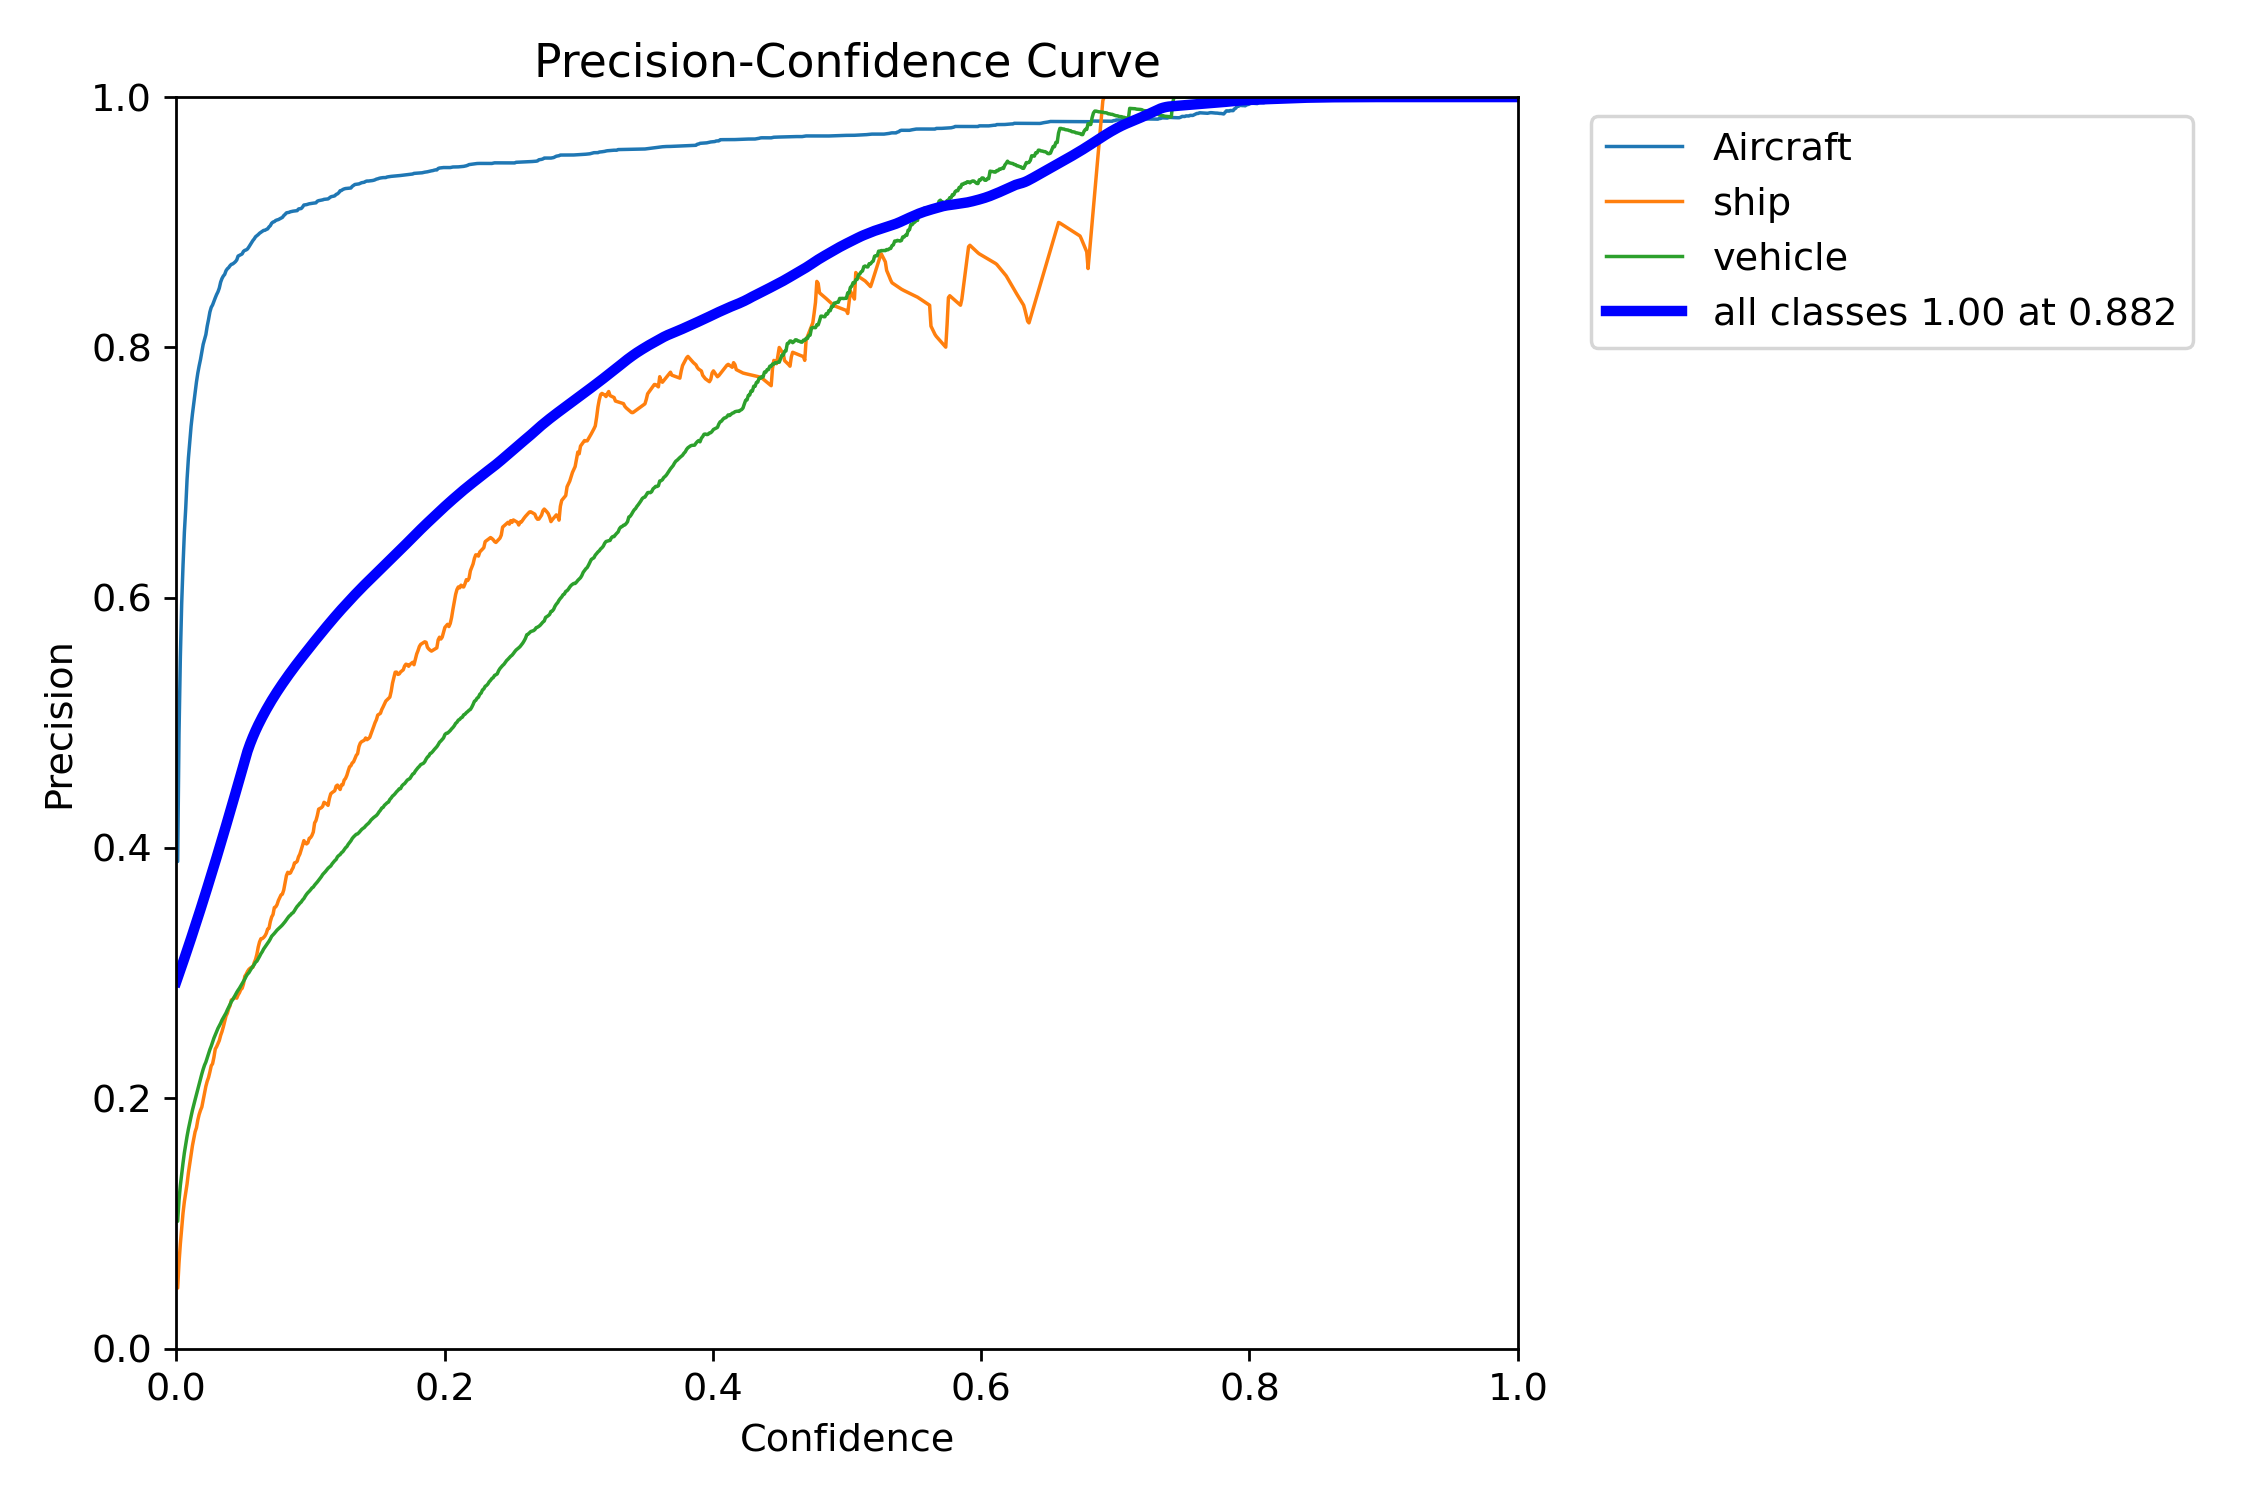 Precision-Confidence Curve
1.0
0.8
0.6
0.4
0.2
0.0
Precision
0.0 0.2 0.4 0.6 0.8 1.0
Confidence
Aircraft
ship
vehicle
all classes 1.00 at 0.882